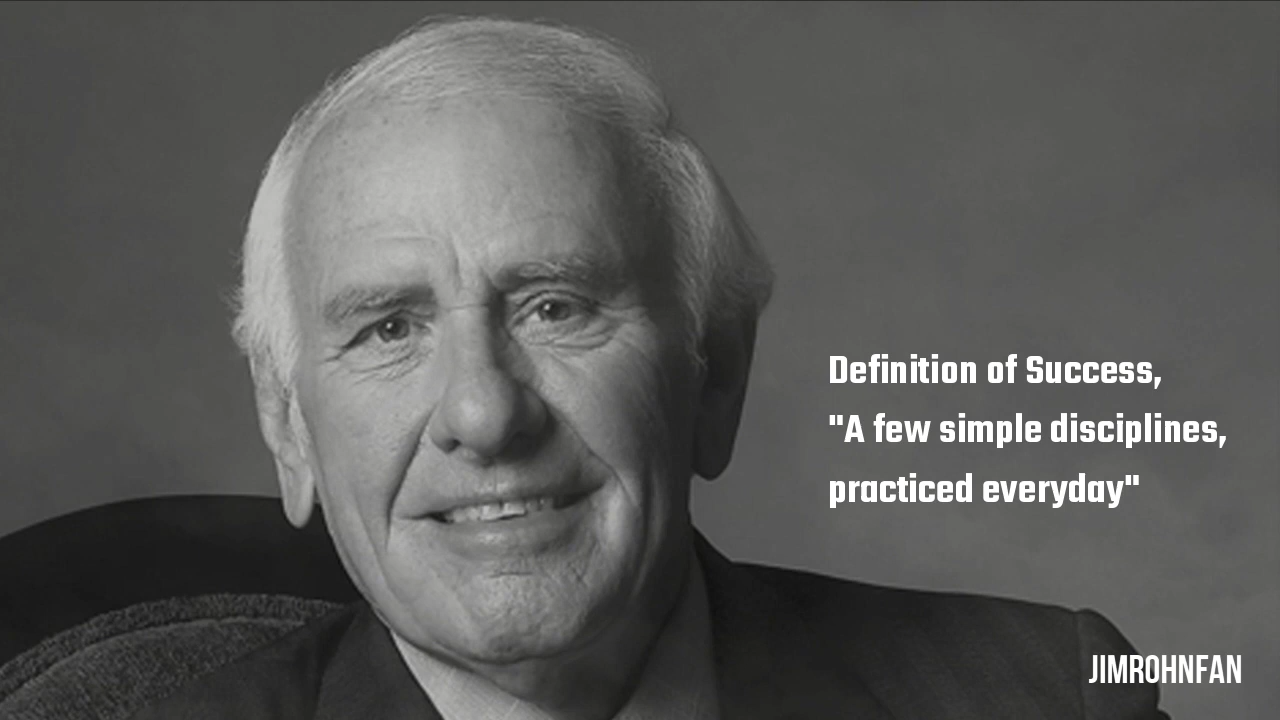 Definition of Success,
"A few simple disciplines,
practiced everyday"
JIMROHNFAN